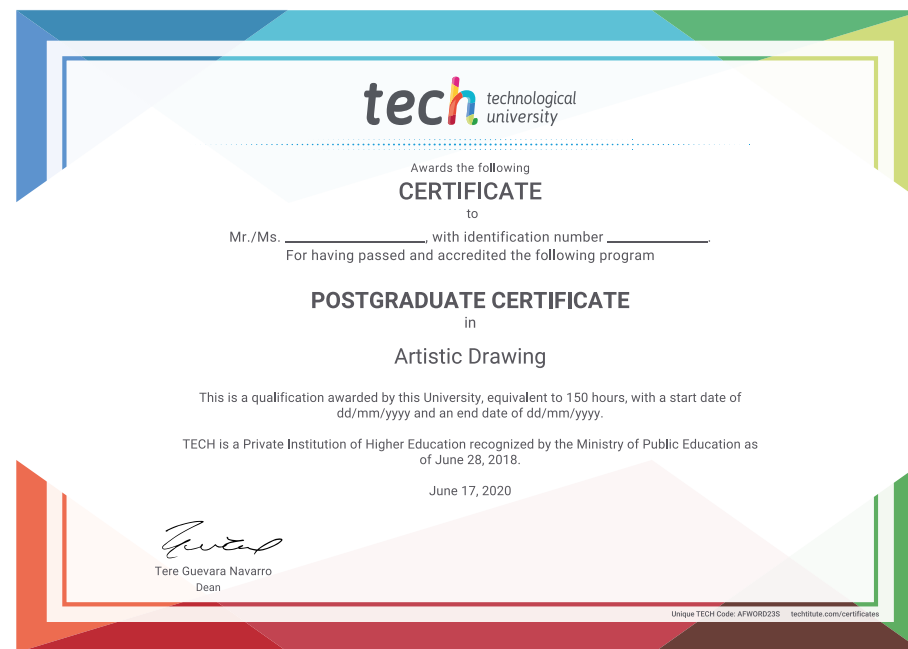 tech technological
university
Awards the following
CERTIFICATE
to
Mr./Ms. ____________________, with identification number ______________.
For having passed and accredited the following program
POSTGRADUATE CERTIFICATE
in
Artistic Drawing
This is a qualification awarded by this University, equivalent to 150 hours, with a start date of
dd/mm/yyyy and an end date of dd/mm/yyyy.
TECH is a Private Institution of Higher Education recognized by the Ministry of Public Education as
of June 28, 2018.
June 17, 2020
Tere Guevara Navarro
Dean
Unique TECH Code: AFWORD23S techtitute.com/certificates